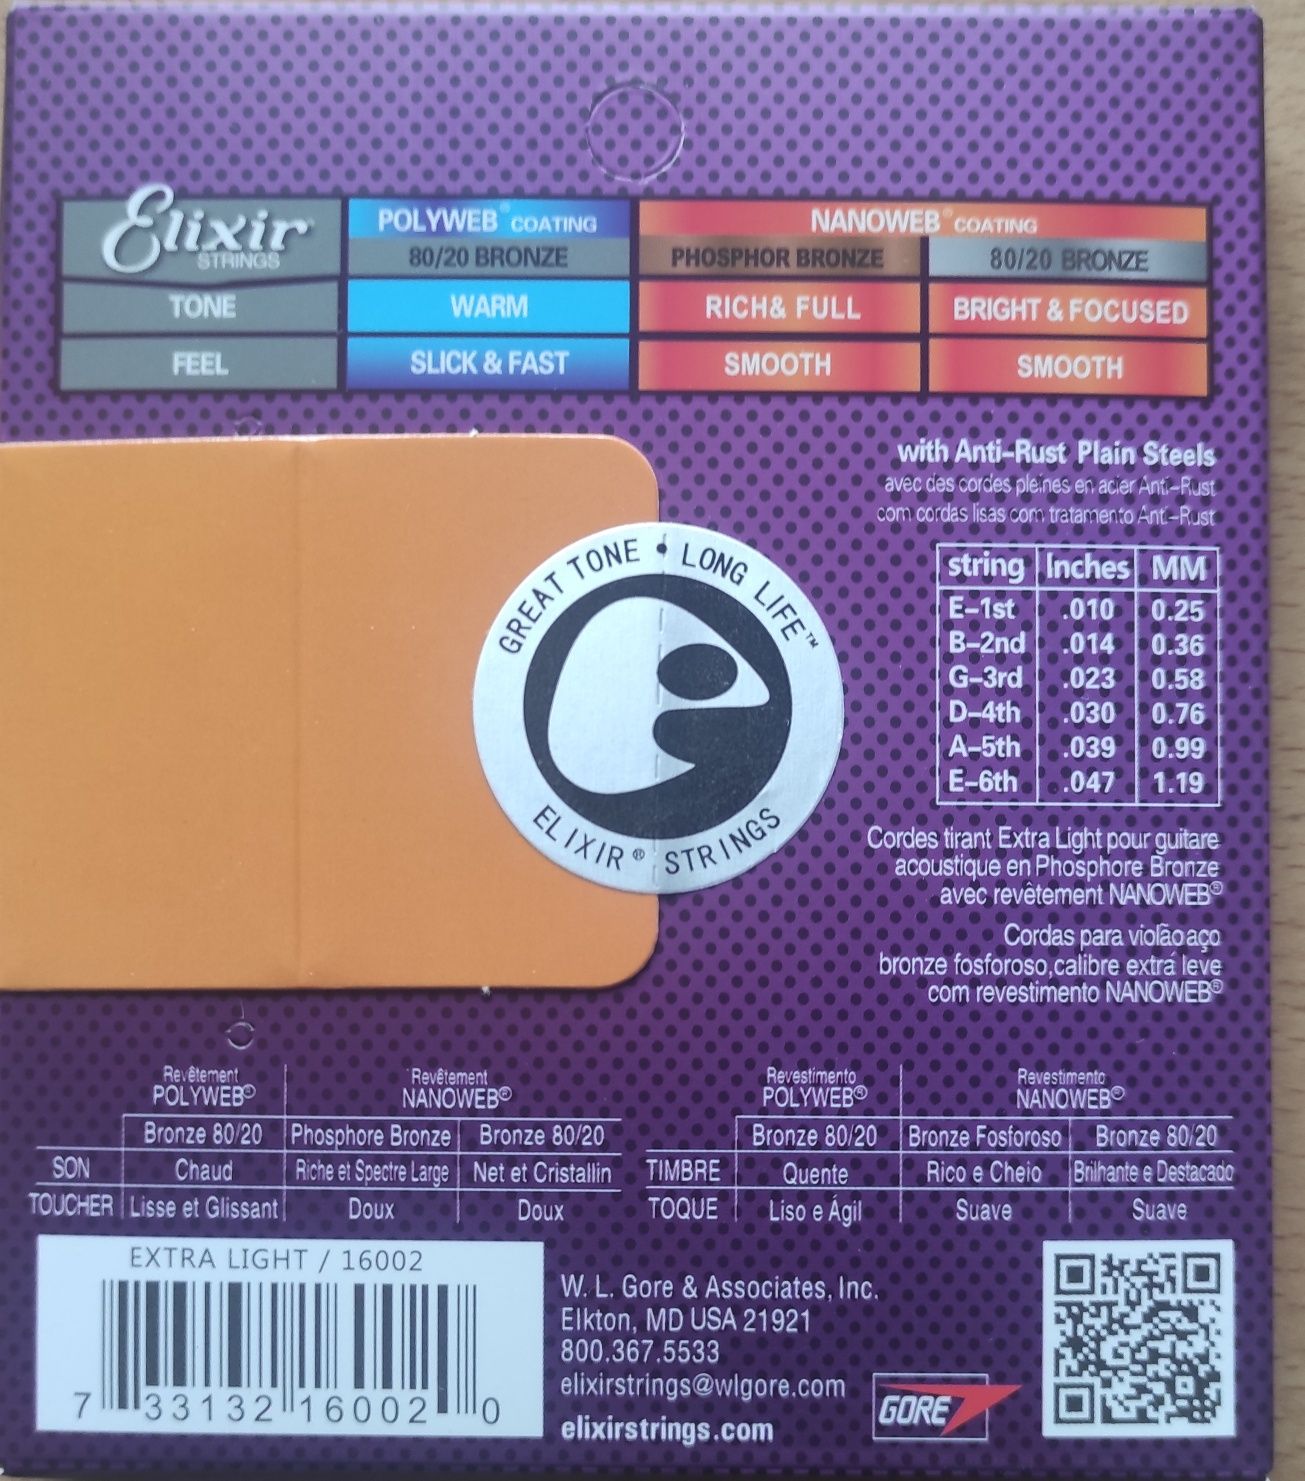 Elixir
STRINGS
POLYWEB® COATING
NANOWEB® COATING
80/20 BRONZE
PHOSPHOR BRONZE
80/20 BRONZE
TONE
WARM
RICH& FULL
BRIGHT & FOCUSED
FEEL
SLICK & FAST
SMOOTH
SMOOTH
with Anti-Rust Plain Steels
avec des cordes pleines en acier Anti-Rust
com cordas lisas com tratamento Anti-Rust
GREAT TONE • LONG LIFE™
ELIXIR® STRINGS
string Inches MM
E-1st .010 0.25
B-2nd .014 0.36
G-3rd .023 0.58
D-4th .030 0.76
A-5th .039 0.99
E-6th .047 1.19
Cordes tirant Extra Light pour guitare
acoustique en Phosphore Bronze
avec revêtement NANOWEB®
Cordas para violão aço
bronze fosforoso,calibre extrá leve
com revestimento NANOWEB®
Revêtement
POLYWEB®
Revêtement
NANOWEB®
Bronze 80/20 Phosphore Bronze Bronze 80/20
SON Chaud Riche et Spectre Large Net et Cristallin
TOUCHER Lisse et Glissant Doux Doux
Revestimento
POLYWEB®
Revestimento
NANOWEB®
Bronze 80/20 Bronze Fosforoso Bronze 80/20
TIMBRE Quente Rico e Cheio Brilhante e Destacado
TOQUE Liso e Ágil Suave Suave
EXTRA LIGHT / 16002
7 33132 16002 0
W. L. Gore & Associates, Inc.
Elkton, MD USA 21921
800.367.5533
elixirstrings@wlgore.com
elixirstrings.com
GORE